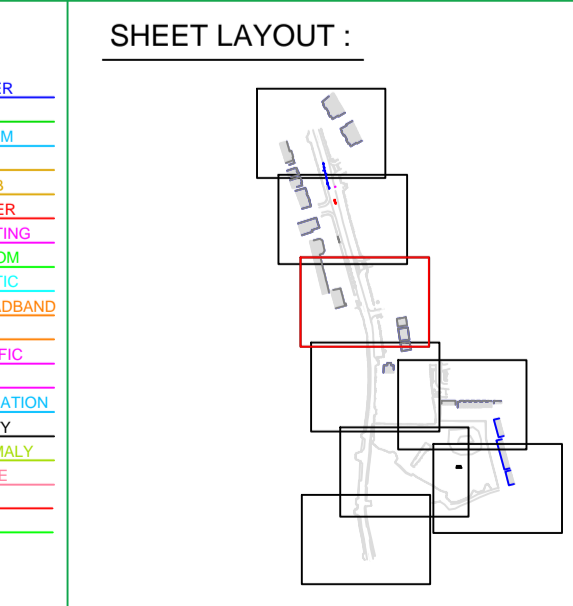 SHEET LAYOUT :
ER
M
B
ER
TING
OM
TIC
ADBAND
FIC
ATION
Y
MALY
E